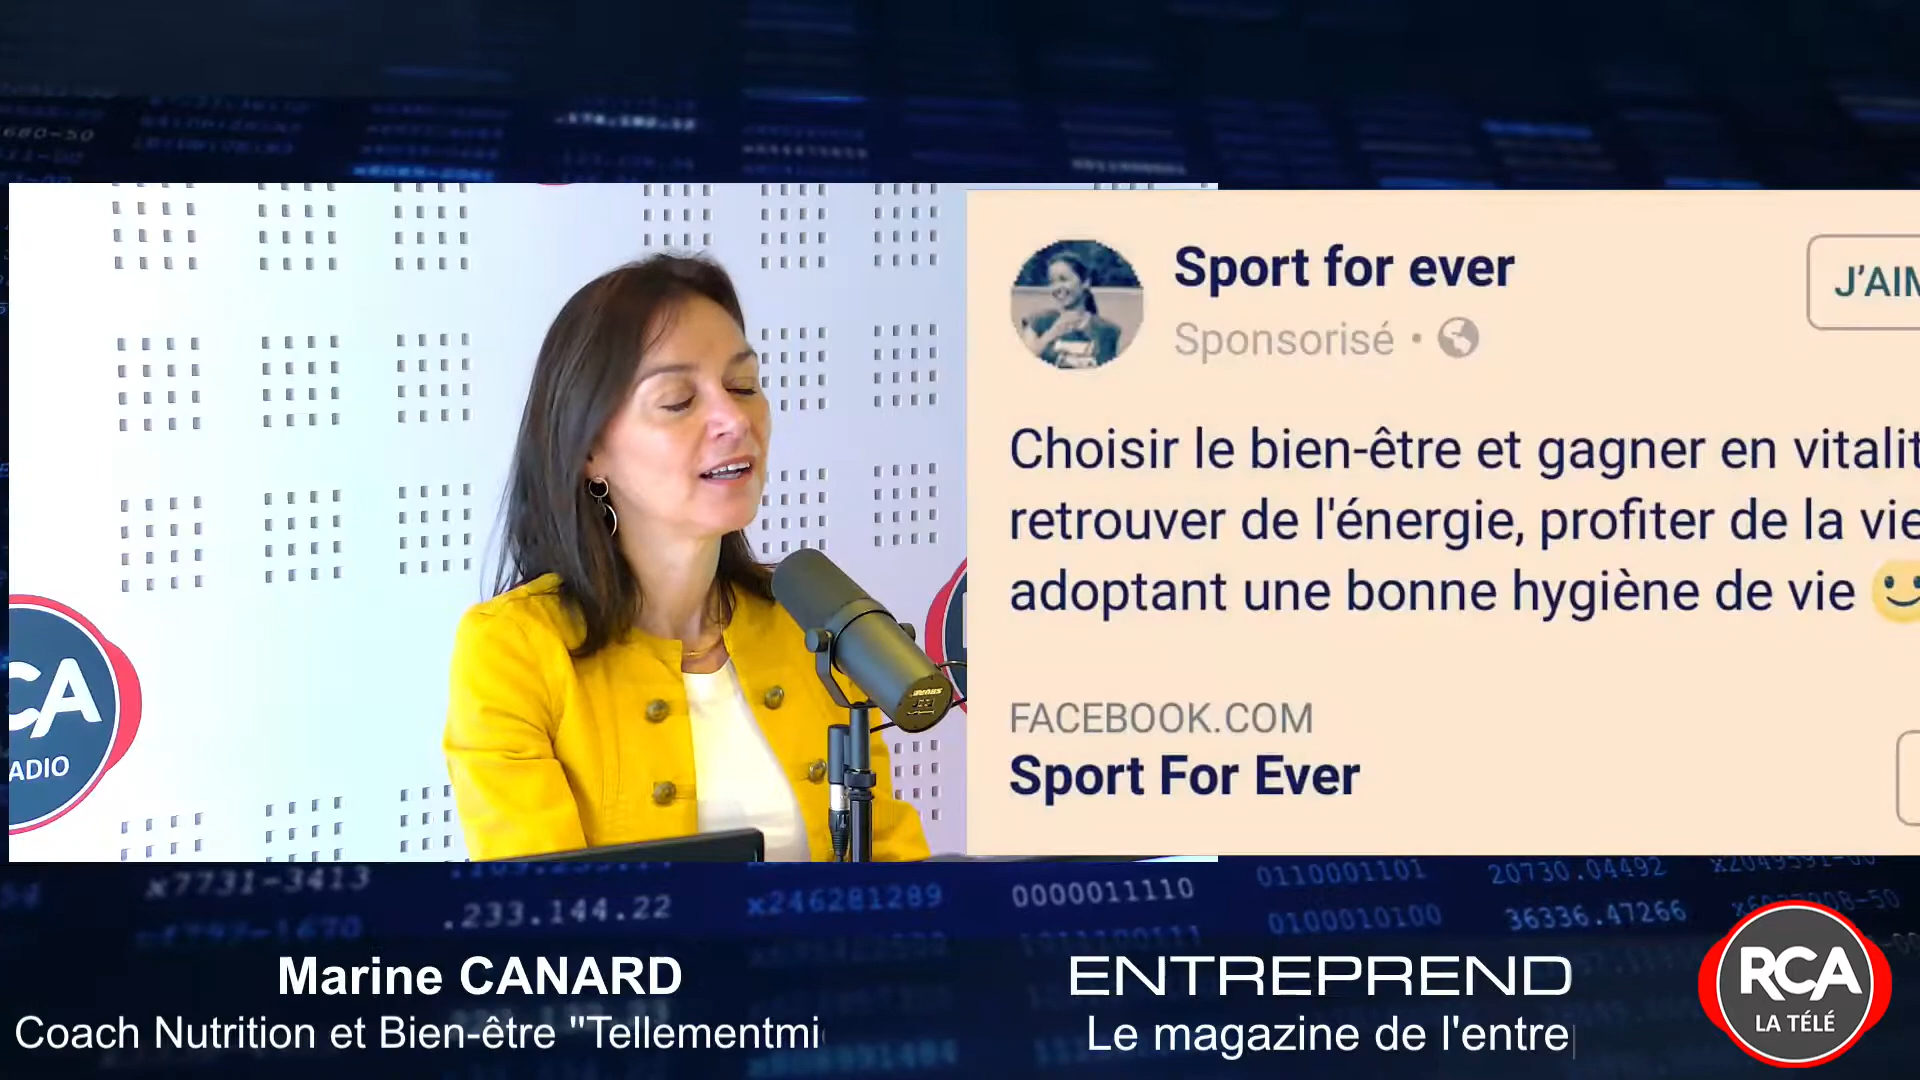 Sport for ever
J'AIM
Sponsorisé •
Choisir le bien-être et gagner en vitalit
retrouver de l'énergie, profiter de la vie
adoptant une bonne hygiène de vie
FACEBOOK.COM
Sport For Ever
CA
ADIO
x7731-3413
.233.144.22
x246281289
0000011110
0110001101
0100010100
20730.04492
36336.47266
Marine CANARD
Coach Nutrition et Bien-être "Tellementmi
ENTREPREND
Le magazine de l'entre
RCA
LA TÉLÉ